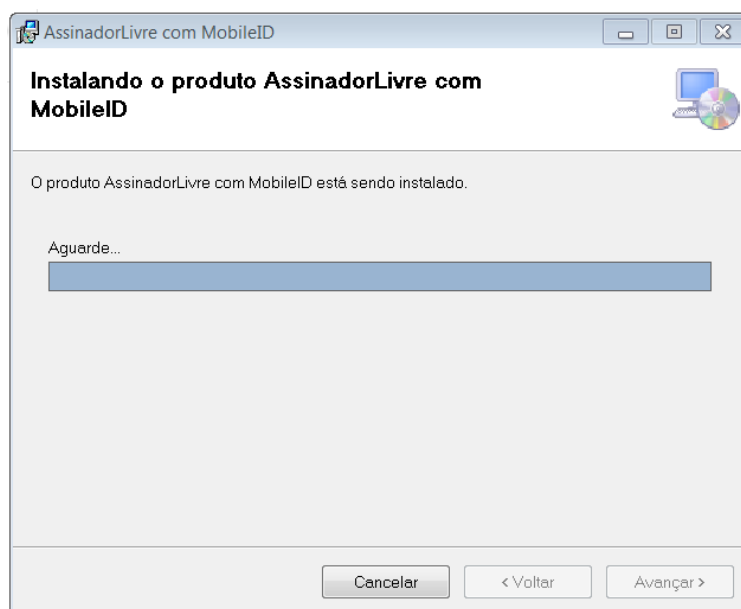 AssinadorLivre com MobileID
Instalando o produto AssinadorLivre com
MobileID
O produto AssinadorLivre com MobileID está sendo instalado.
Aguarde...
Cancelar
< Voltar
Avançar >